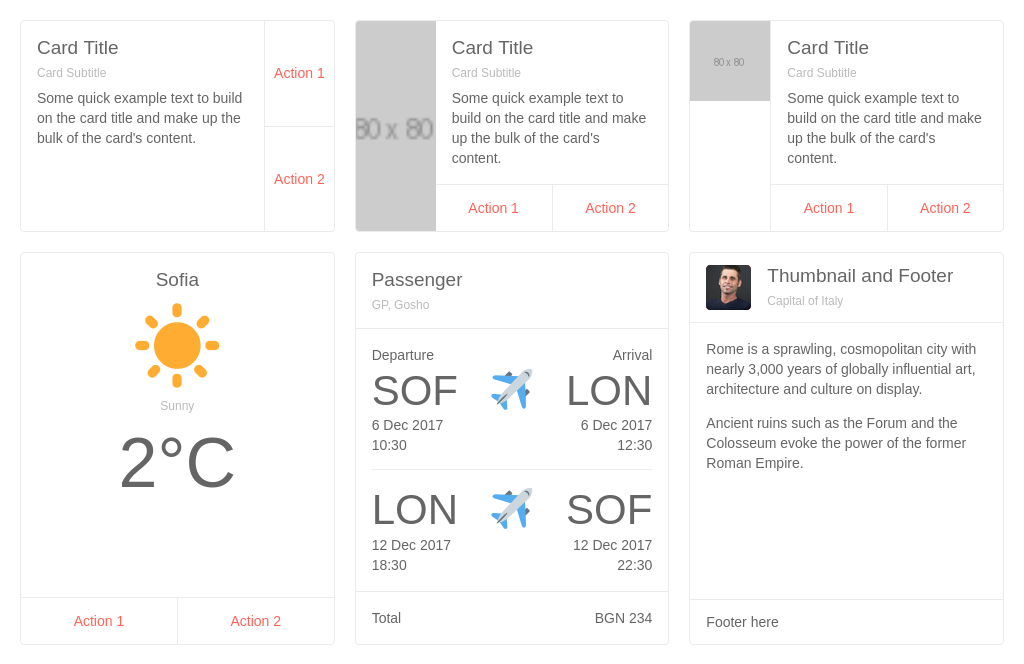 Card Title
Card Subtitle
Some quick example text to build
on the card title and make up the
bulk of the card's content.
Action 1
Action 2
80 x 80
Card Title
Card Subtitle
Some quick example text to
build on the card title and make
up the bulk of the card's
content.
Action 1
Action 2
80 x 80
Card Title
Card Subtitle
Some quick example text to
build on the card title and make
up the bulk of the card's
content.
Action 1
Action 2
Sofia
Sunny
2°C
Action 1
Action 2
Passenger
GP, Gosho
Departure
Arrival
SOF
LON
6 Dec 2017
6 Dec 2017
10:30
12:30
LON
SOF
12 Dec 2017
12 Dec 2017
18:30
22:30
Total
BGN 234
Thumbnail and Footer
Capital of Italy
Rome is a sprawling, cosmopolitan city with
nearly 3,000 years of globally influential art,
architecture and culture on display.
Ancient ruins such as the Forum and the
Colosseum evoke the power of the former
Roman Empire.
Footer here